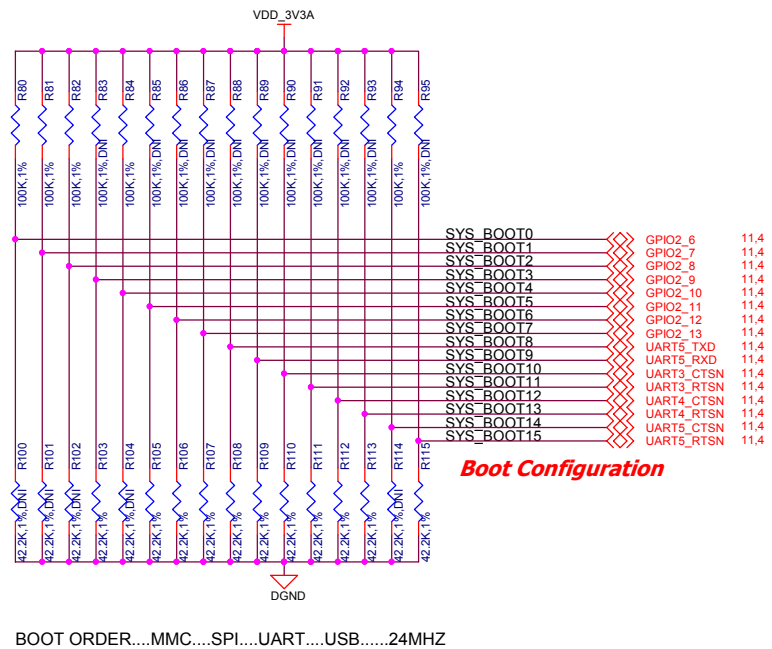 VDD_3V3A
R80
R81
R82
R83
R84
R85
R86
R87
R88
R89
R90
R91
R92
R93
R94
R95
100K,1%
100K,1%
100K,1%
100K,1%,DNI
100K,1%
100K,1%,DNI
100K,1%,DNI
100K,1%,DNI
100K,1%,DNI
100K,1%,DNI
100K,1%,DNI
100K,1%,DNI
100K,1%,DNI
100K,1%,DNI
100K,1%
100K,1%,DNI
SYS_BOOT0 GPIO2_6 11,4
SYS_BOOT1 GPIO2_7 11,4
SYS_BOOT2 GPIO2_8 11,4
SYS_BOOT3 GPIO2_9 11,4
SYS_BOOT4 GPIO2_10 11,4
SYS_BOOT5 GPIO2_11 11,4
SYS_BOOT6 GPIO2_12 11,4
SYS_BOOT7 GPIO2_13 11,4
SYS_BOOT8 UART5_TXD 11,4
SYS_BOOT9 UART5_RXD 11,4
SYS_BOOT10 UART3_CTSN 11,4
SYS_BOOT11 UART3_RTSN 11,4
SYS_BOOT12 UART4_CTSN 11,4
SYS_BOOT13 UART4_RTSN 11,4
SYS_BOOT14 UART5_CTSN 11,4
SYS_BOOT15 UART5_RTSN 11,4
Boot Configuration
R100
R101
R102
R103
R104
R105
R106
R107
R108
R109
R110
R111
R112
R113
R114
R115
42.2K,1%,DNI
42.2K,1%,DNI
42.2K,1%,DNI
42.2K,1%
42.2K,1%,DNI
42.2K,1%
42.2K,1%
42.2K,1%
42.2K,1%
42.2K,1%
42.2K,1%
42.2K,1%
42.2K,1%
42.2K,1%
42.2K,1%,DNI
42.2K,1%
DGND
BOOT ORDER....MMC....SPI....UART....USB......24MHZ